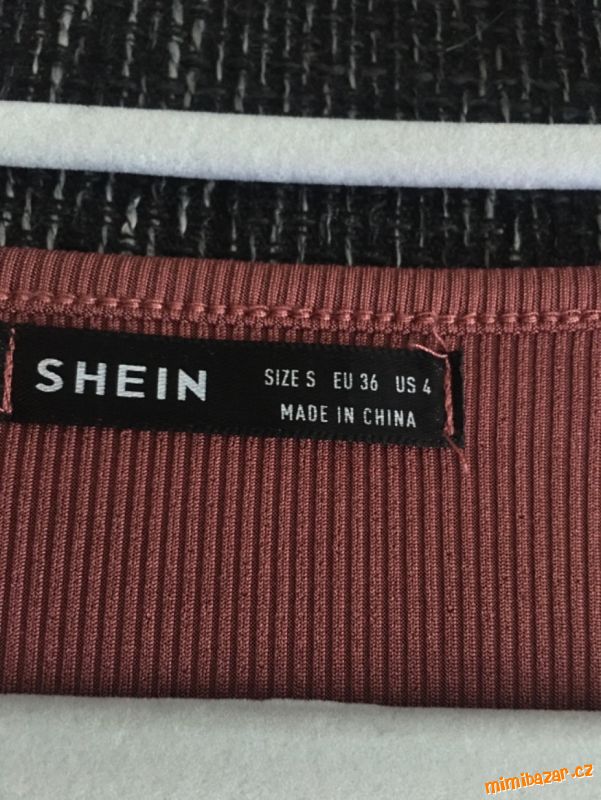 SHEIN
SIZE S EU 36 US 4
MADE IN CHINA
mimibazar.cz